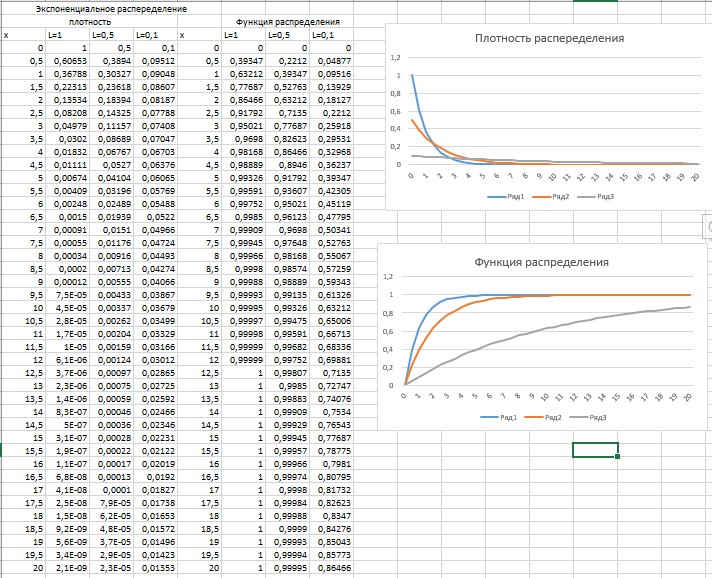 Экспоненциальное распеределение
плотность Функция распределения
x L=1 L=0,5 L=0,1 x L=1 L=0,5 L=0,1
0 1 0,5 0,1 0 0 0 0
0,5 0,60653 0,3894 0,09512 0,5 0,39347 0,2212 0,04877
1 0,36788 0,30327 0,09048 1 0,63212 0,39347 0,09516
1,5 0,22313 0,23618 0,08607 1,5 0,77687 0,52763 0,13929
2 0,13534 0,18394 0,08187 2 0,86466 0,63212 0,18127
2,5 0,08208 0,14325 0,07788 2,5 0,91792 0,7135 0,2212
3 0,04979 0,11157 0,07408 3 0,95021 0,77687 0,25918
3,5 0,0302 0,08689 0,07047 3,5 0,9698 0,82623 0,29531
4 0,01832 0,06767 0,06703 4 0,98168 0,86466 0,32968
4,5 0,01111 0,0527 0,06376 4,5 0,98889 0,8946 0,36237
5 0,00674 0,04104 0,06065 5 0,99326 0,91792 0,39347
5,5 0,00409 0,03196 0,05769 5,5 0,99591 0,93607 0,42305
6 0,00248 0,02489 0,05488 6 0,99752 0,95021 0,45119
6,5 0,0015 0,01939 0,0522 6,5 0,9985 0,96123 0,47795
7 0,00091 0,0151 0,04966 7 0,99909 0,9698 0,50341
7,5 0,00055 0,01176 0,04724 7,5 0,99945 0,97648 0,52763
8 0,00034 0,00916 0,04493 8 0,99966 0,98168 0,55067
8,5 0,0002 0,00713 0,04274 8,5 0,9998 0,98574 0,57259
9 0,00012 0,00555 0,04066 9 0,99988 0,98889 0,59343
9,5 7,5E-05 0,00433 0,03867 9,5 0,99993 0,99135 0,61326
10 4,5E-05 0,00337 0,03679 10 0,99995 0,99326 0,63212
10,5 2,8E-05 0,00262 0,03499 10,5 0,99997 0,99475 0,65006
11 1,7E-05 0,00204 0,03329 11 0,99998 0,99591 0,66713
11,5 1E-05 0,00159 0,03166 11,5 0,99999 0,99682 0,68336
12 6,1E-06 0,00124 0,03012 12 0,99999 0,99752 0,69881
12,5 3,7E-06 0,00097 0,02865 12,5 1 0,99807 0,7135
13 2,3E-06 0,00075 0,02725 13 1 0,9985 0,72747
13,5 1,4E-06 0,00059 0,02592 13,5 1 0,99883 0,74076
14 8,3E-07 0,00046 0,02466 14 1 0,99909 0,7534
14,5 5E-07 0,00036 0,02346 14,5 1 0,99929 0,76543
15 3,1E-07 0,00028 0,02231 15 1 0,99945 0,77687
15,5 1,9E-07 0,00022 0,02122 15,5 1 0,99957 0,78775
16 1,1E-07 0,00017 0,02019 16 1 0,99966 0,7981
16,5 6,8E-08 0,00013 0,0192 16,5 1 0,99974 0,80795
17 4,1E-08 0,0001 0,01827 17 1 0,9998 0,81732
17,5 2,5E-08 7,9E-05 0,01738 17,5 1 0,99984 0,82623
18 1,5E-08 6,2E-05 0,01653 18 1 0,99988 0,8347
18,5 9,2E-09 4,8E-05 0,01572 18,5 1 0,9999 0,84276
19 5,6E-09 3,7E-05 0,01496 19 1 0,99993 0,85043
19,5 3,4E-09 2,9E-05 0,01423 19,5 1 0,99994 0,85773
20 2,1E-09 2,3E-05 0,01353 20 1 0,99995 0,86466
Плотность распеределения
1,2
1
0,8
0,6
0,4
0,2
0
0 1 2 3 4 5 6 7 8 9 10 11 12 13 14 15 16 17 18 19 20
Ряд1 Ряд2 Ряд3
Функция распределения
1,2
1
0,8
0,6
0,4
0,2
0
0 1 2 3 4 5 6 7 8 9 10 11 12 13 14 15 16 17 18 19 20
Ряд1 Ряд2 Ряд3